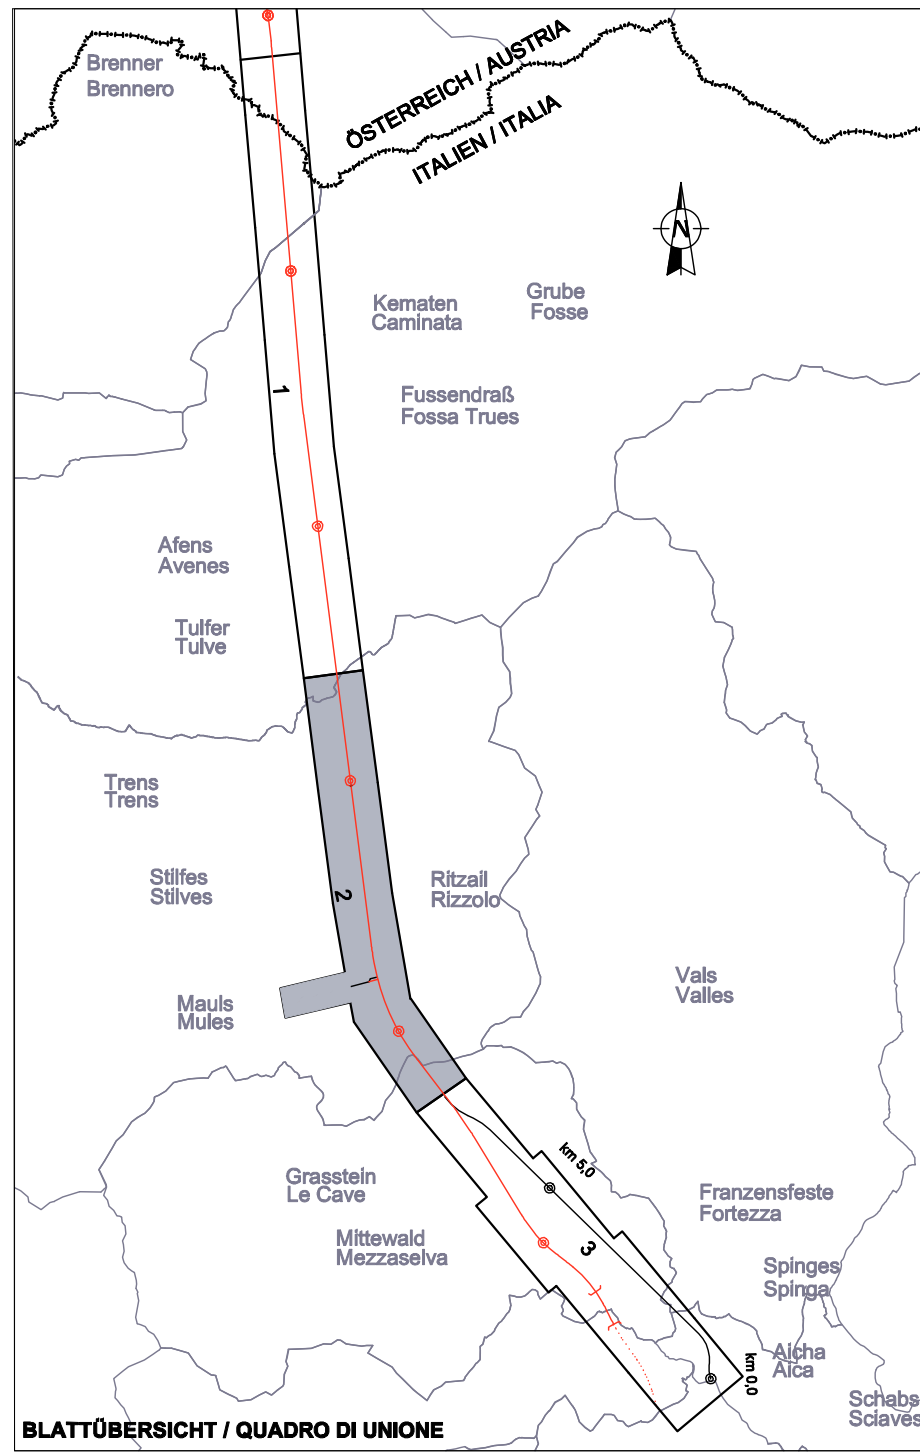 Brenner
Brennero
ÖSTERREICH / AUSTRIA
ITALIEN / ITALIA
N
Kematen
Caminata
Grube
Fosse
1
Fussendraß
Fossa Trues
Afens
Avenes
Tulfer
Tulve
Trens
Trens
Stilfes
Stilves
2
Ritzail
Rizzolo
Vals
Valles
Mauls
Mules
km 5,0
Grasstein
Le Cave
Franzensfeste
Fortezza
Mittewald
Mezzaselva
3
Spinges
Spinga
Aicha
Aica
km 0,0
Schabs
Sciaves
BLATTÜBERSICHT / QUADRO DI UNIONE